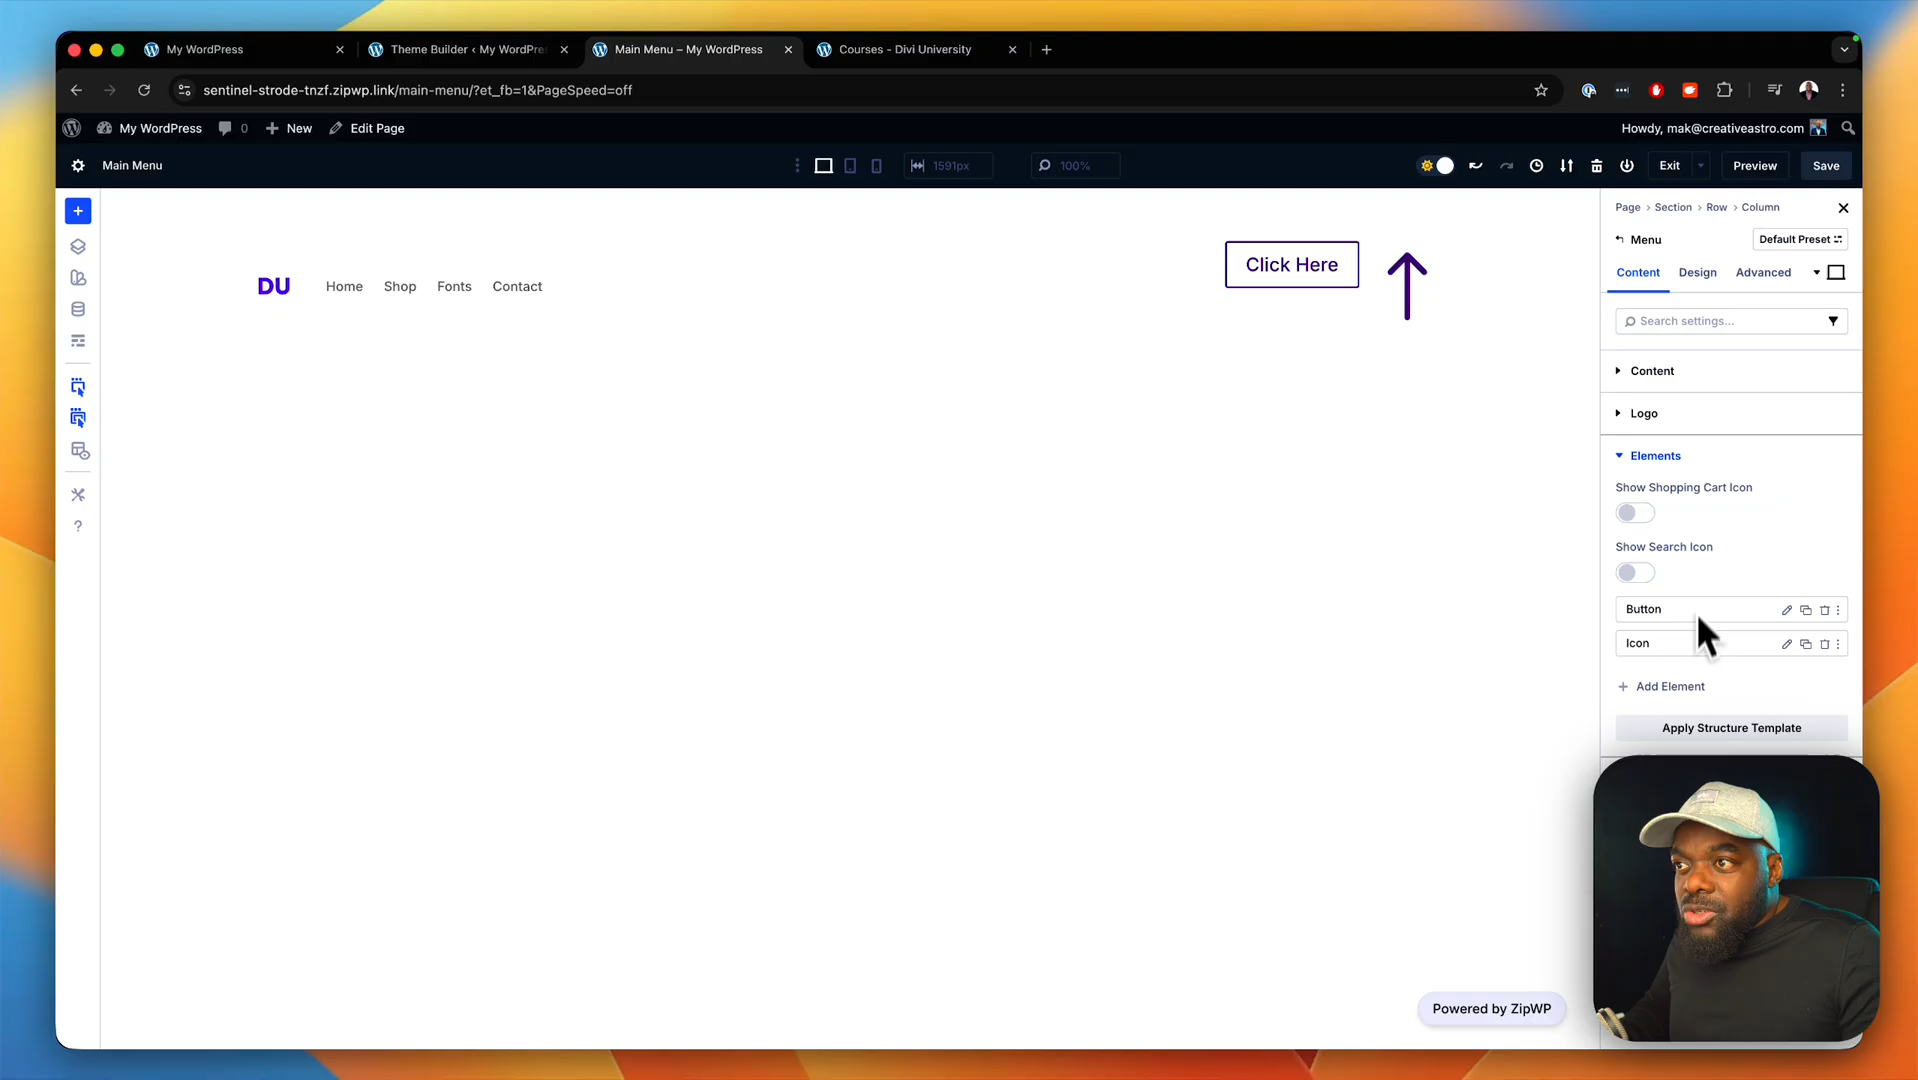 My WordPress
Theme Builder ‹ My WordPre
Main Menu – My WordPress
Courses - Divi University
sentinel-strode-tnzf.zipwp.link/main-menu/?et_fb=1&PageSpeed=off
My WordPress
0
New
Edit Page
Howdy, mak@creativeastro.com
Main Menu
1591px
100%
Exit
Preview
Save
Page › Section › Row › Column
Menu
Default Preset
Content
Design
Advanced
Search settings...
Content
Logo
Elements
Show Shopping Cart Icon
Show Search Icon
Button
Icon
+ Add Element
Apply Structure Template
DU
Home
Shop
Fonts
Contact
Click Here
Powered by ZipWP